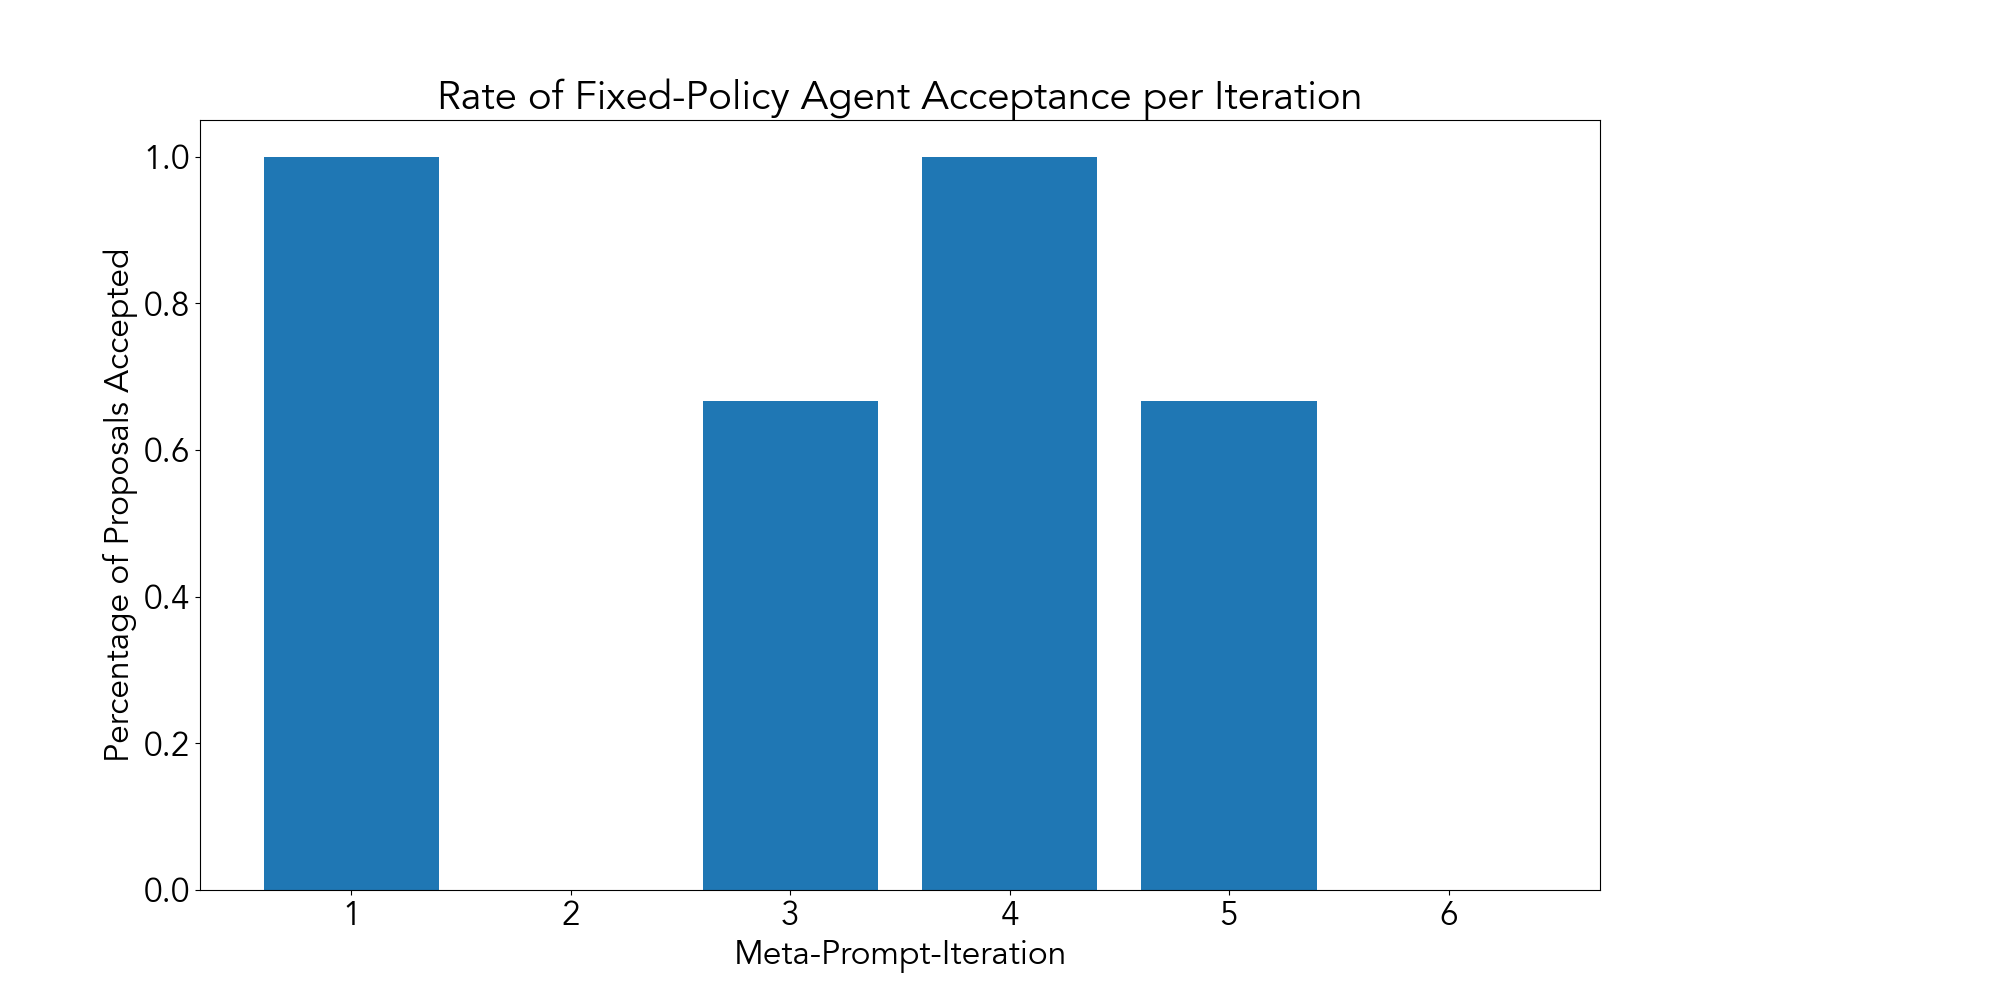 Rate of Fixed-Policy Agent Acceptance per Iteration
Percentage of Proposals Accepted
1.0
0.8
0.6
0.4
0.2
0.0
1 2 3 4 5 6
Meta-Prompt-Iteration